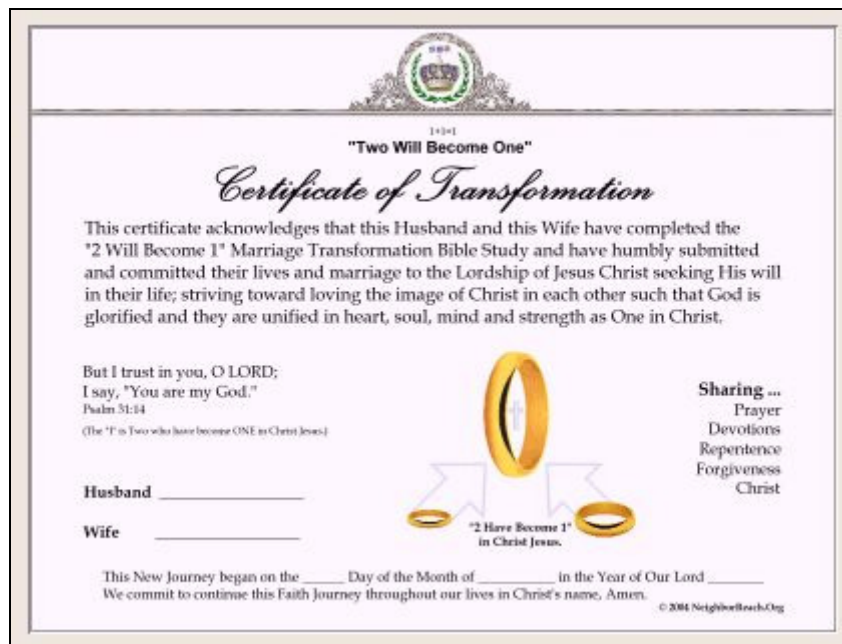 1+1=1
"Two Will Become One"
Certificate of Transformation
This certificate acknowledges that this Husband and this Wife have completed the
"2 Will Become 1" Marriage Transformation Bible Study and have humbly submitted
and committed their lives and marriage to the Lordship of Jesus Christ seeking His will
in their life; striving toward loving the image of Christ in each other such that God is
glorified and they are unified in heart, soul, mind and strength as One in Christ.
But I trust in you, O LORD;
I say, "You are my God."
Psalm 31:14
(The "I" is Two who have become ONE in Christ Jesus.)
Husband
Wife
"2 Have Become 1"
in Christ Jesus.
Sharing ...
Prayer
Devotions
Repentence
Forgiveness
Christ
This New Journey began on the ______ Day of the Month of ___________ in the Year of Our Lord ________
We commit to continue this Faith Journey throughout our lives in Christ's name, Amen.
© 2004 NeighborReach.Org